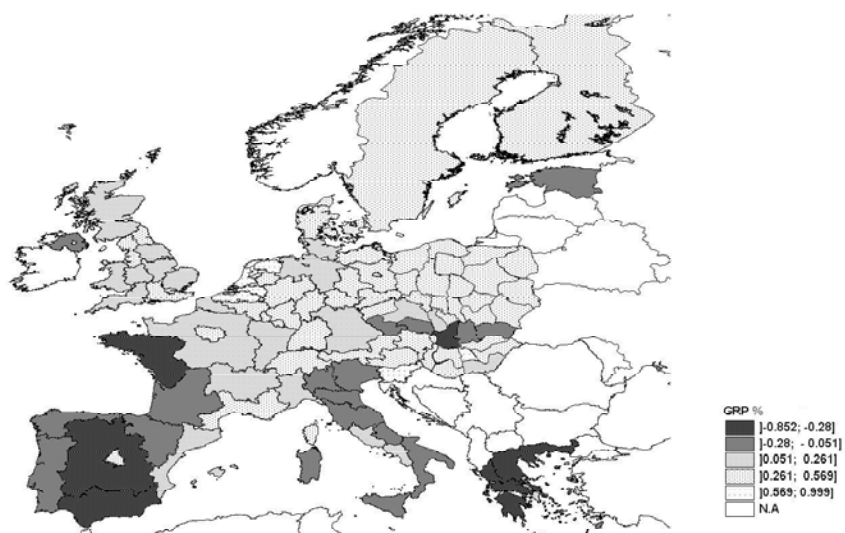 GRP %
]-0.852; -0.28]
]-0.28; - 0.051]
]0.051; 0.261]
]0.261; 0.569]
]0.569; 0.999]
N.A